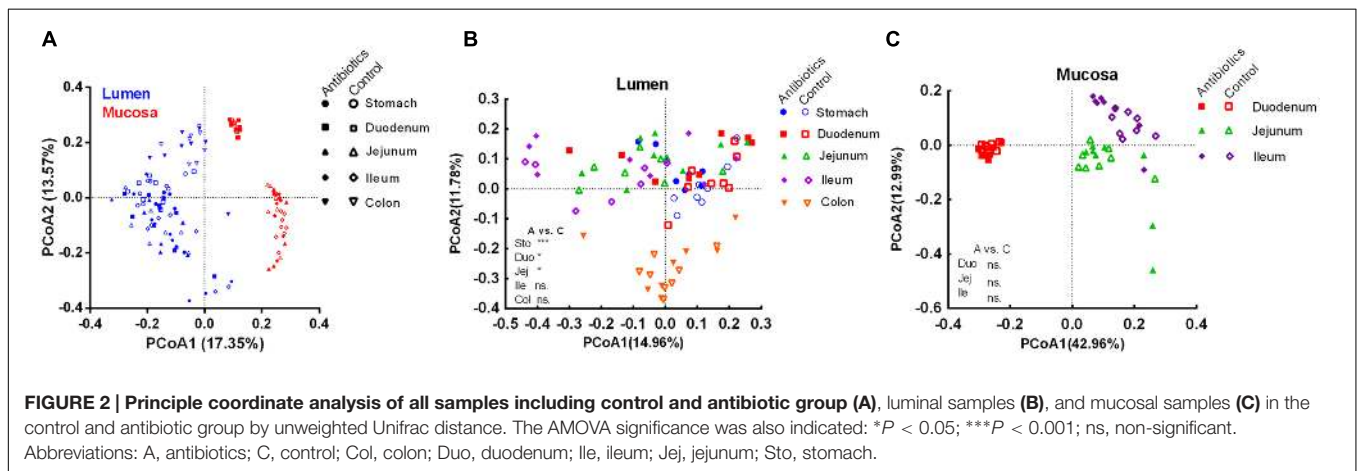 A
Lumen
Mucosa
Antibiotics
Control
Stomach
Duodenum
Jejunum
Ileum
Colon
0.4
0.2
0.0
-0.2
-0.4
-0.4 -0.2 0.0 0.2 0.4
PCoA2 (13.57%)
PCoA1 (17.35%)
B
Lumen
Antibiotics
Control
Stomach
Duodenum
Jejunum
Ileum
Colon
0.3
0.2
0.1
0.0
-0.1
-0.2
-0.3
-0.4
-0.5 -0.4 -0.3 -0.2 -0.1 0.0 0.1 0.2 0.3
PCoA2(11.78%)
PCoA1(14.96%)
A vs. C
Sto ***
Duo *
Jej *
Ile ns.
Col ns.
C
Mucosa
Antibiotics
Control
Duodenum
Jejunum
Ileum
0.2
0.0
-0.2
-0.4
-0.6
-0.4 -0.2 0.0 0.2 0.4
PCoA2(12.99%)
PCoA1(42.96%)
A vs. C
Duo ns.
Jej ns.
Ile ns.
FIGURE 2 | Principle coordinate analysis of all samples including control and antibiotic group (A), luminal samples (B), and mucosal samples (C) in the
control and antibiotic group by unweighted Unifrac distance. The AMOVA significance was also indicated: *P < 0.05; ***P < 0.001; ns, non-significant.
Abbreviations: A, antibiotics; C, control; Col, colon; Duo, duodenum; Ile, ileum; Jej, jejunum; Sto, stomach.